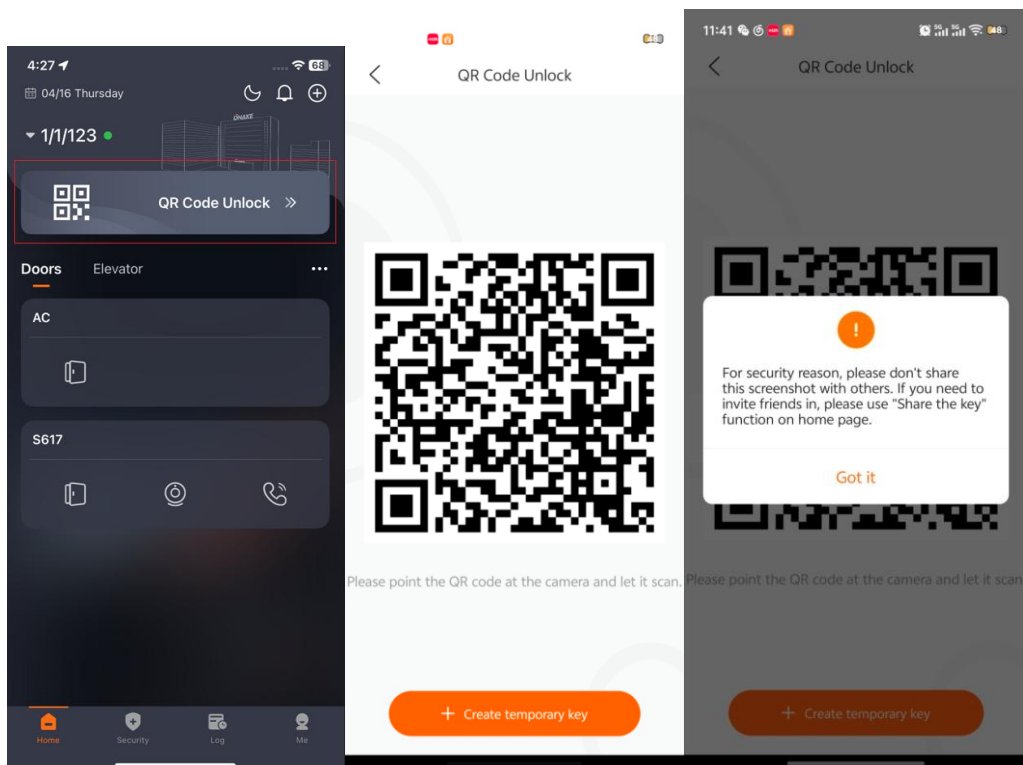 4:27
68
04/16 Thursday
DNAKE
1/1/123
QR Code Unlock
Doors
Elevator
AC
S617
Home
Security
Log
Me
QR Code Unlock
Please point the QR code at the camera and let it scan.
+ Create temporary key
11:41
5G
5G
48
QR Code Unlock
For security reason, please don't share
this screenshot with others. If you need to
invite friends in, please use "Share the key"
function on home page.
Got it
Please point the QR code at the camera and let it scan
+ Create temporary key